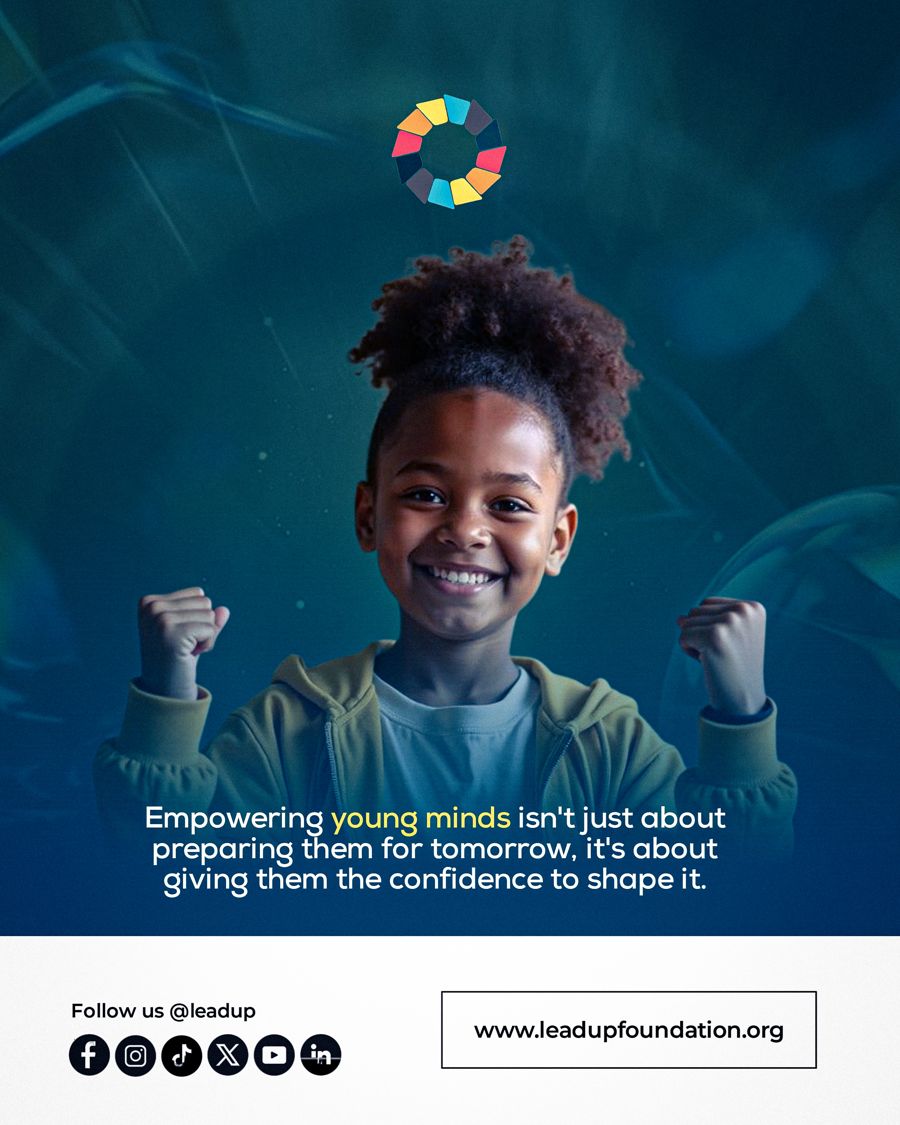 Empowering young minds isn't just about
preparing them for tomorrow, it's about
giving them the confidence to shape it.
Follow us @leadup
www.leadupfoundation.org